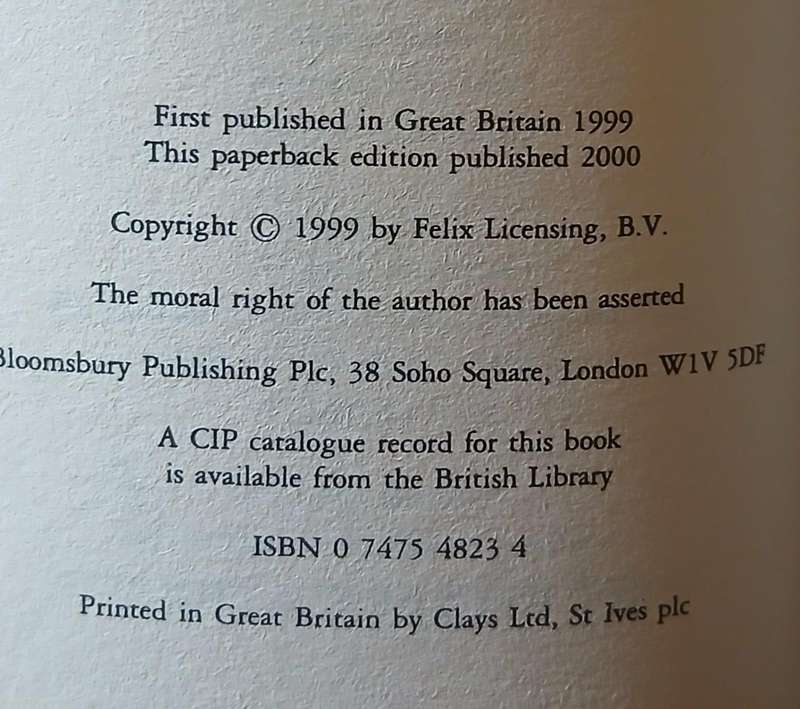 First published in Great Britain 1999
This paperback edition published 2000
Copyright © 1999 by Felix Licensing, B.V.
The moral right of the author has been asserted
Bloomsbury Publishing Plc, 38 Soho Square, London W1V 5DF
A CIP catalogue record for this book
is available from the British Library
ISBN 0 7475 4823 4
Printed in Great Britain by Clays Ltd, St Ives plc